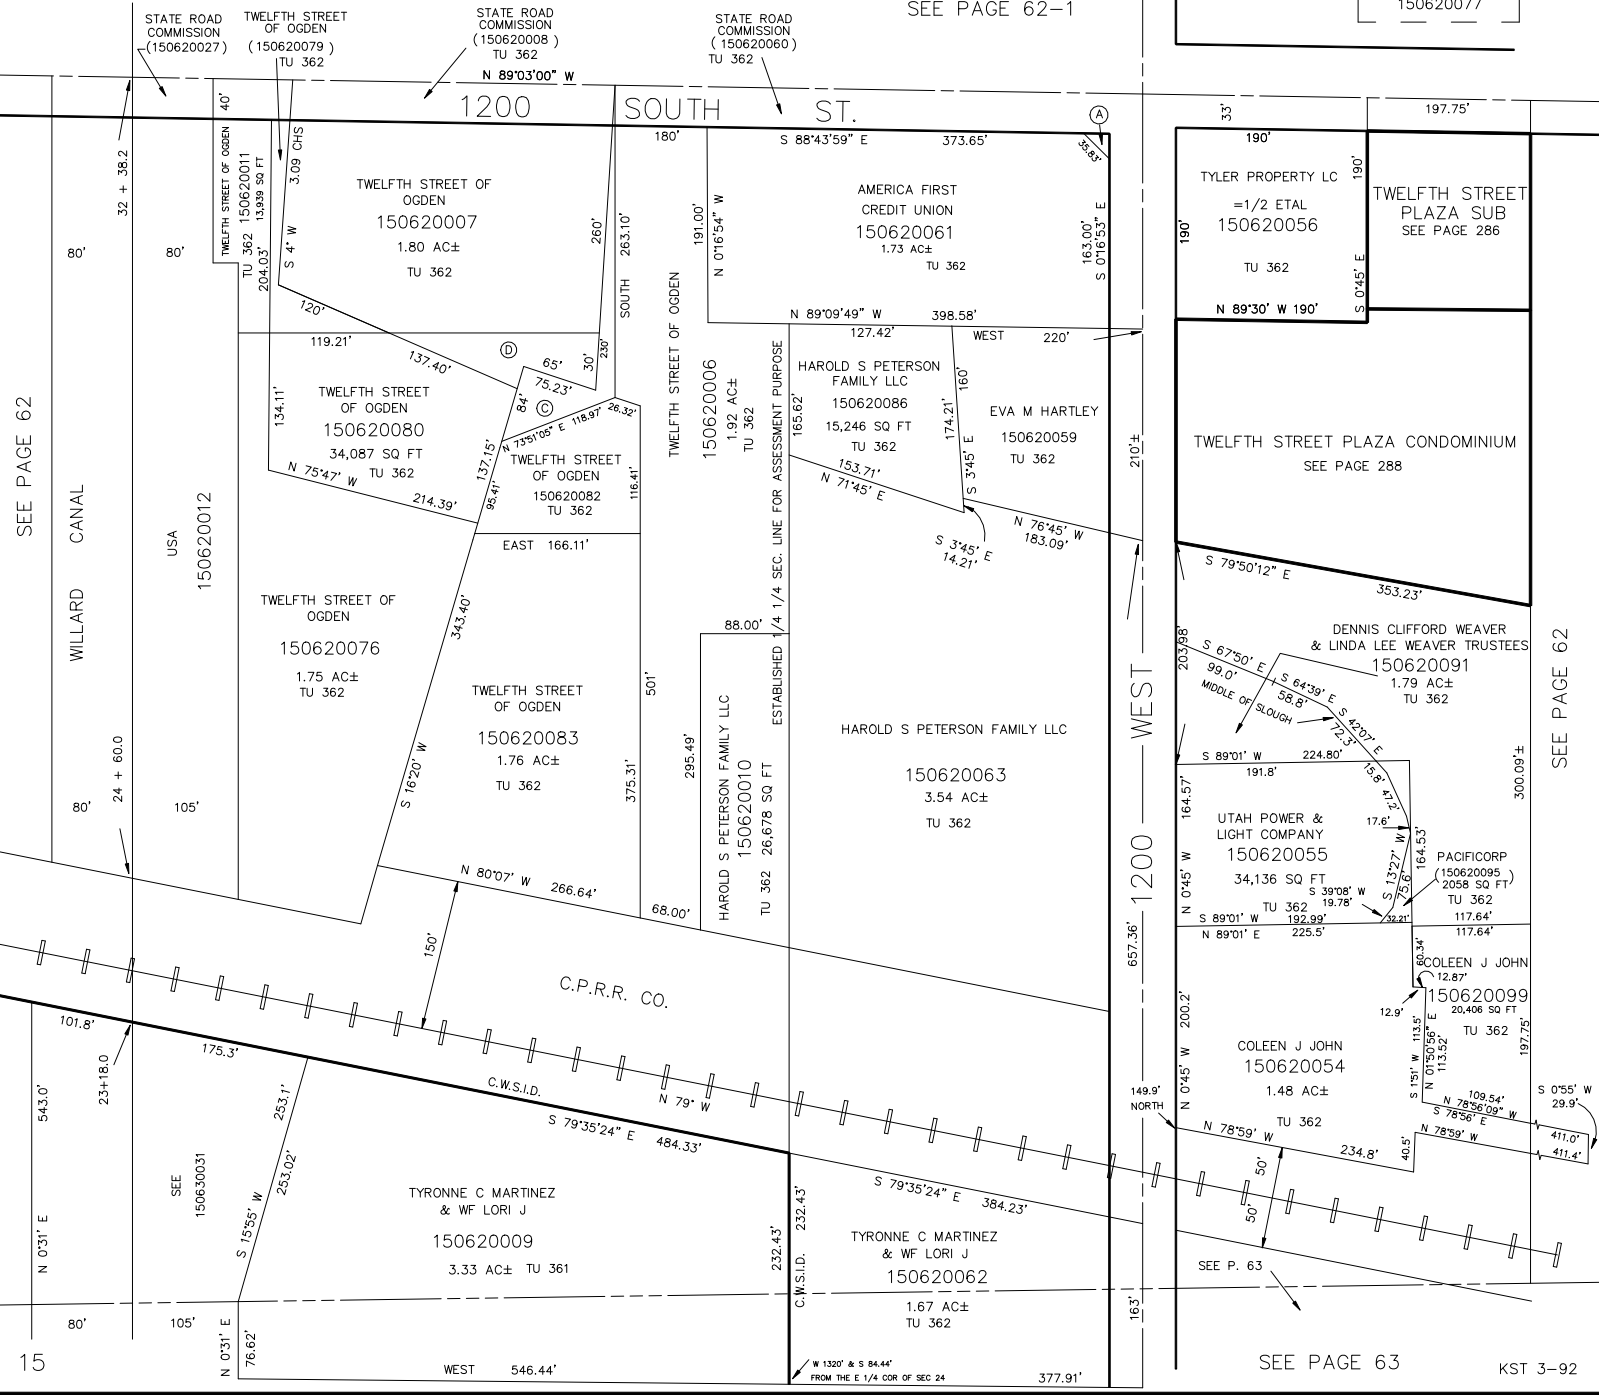 SEE PAGE 62-1
150620077
STATE ROAD
COMMISSION
(150620027)
TWELFTH STREET
OF OGDEN
(150620079)
TU 362
STATE ROAD
COMMISSION
(150620008)
TU 362
STATE ROAD
COMMISSION
(150620060)
TU 362
N 89°03'00" W
1200 SOUTH ST.
32 + 38.2
40'
TWELFTH STREET OF OGDEN
TU 362 150620011
13,939 SQ FT
204.03'
3.09 CHS
S 4° W
TWELFTH STREET OF
OGDEN
150620007
1.80 AC±
TU 362
260'
263.10'
SOUTH
180'
S 88°43'59" E 373.65'
A
35.83'
191.00'
N 0°16'54" W
AMERICA FIRST
CREDIT UNION
150620061
1.73 AC±
TU 362
163.00'
S 0°16'53" E
33'
190'
TYLER PROPERTY LC
=1/2 ETAL
150620056
TU 362
190'
190'
S 0°45' E
N 89°30' W 190'
197.75'
TWELFTH STREET
PLAZA SUB
SEE PAGE 286
80'
80'
120'
119.21'
137.40'
D
65'
75.23'
30'
230'
84'
C
118.97'
N 73°51'05" E
26.32'
N 89°09'49" W 398.58'
127.42'
WEST 220'
134.11'
TWELFTH STREET
OF OGDEN
150620080
34,087 SQ FT
TU 362
N 75°47' W
214.39'
137.15'
95.41'
TWELFTH STREET
OF OGDEN
150620082
TU 362
116.41'
EAST 166.11'
TWELFTH STREET OF OGDEN
150620006
1.92 AC±
TU 362
ESTABLISHED 1/4 1/4 SEC. LINE FOR ASSESSMENT PURPOSE
HAROLD S PETERSON
FAMILY LLC
150620086
15,246 SQ FT
TU 362
165.62'
153.71'
N 71°45' E
160'
174.21'
S 3°45' E
EVA M HARTLEY
150620059
TU 362
210'±
S 3°45' E
14.21'
N 76°45' W
183.09'
TWELFTH STREET PLAZA CONDOMINIUM
SEE PAGE 288
S 79°50'12" E
353.23'
SEE PAGE 62
WILLARD CANAL
USA
150620012
TWELFTH STREET OF
OGDEN
150620076
1.75 AC±
TU 362
343.40'
S 16°20' W
TWELFTH STREET
OF OGDEN
150620083
1.76 AC±
TU 362
501'
375.31'
88.00'
295.49'
HAROLD S PETERSON FAMILY LLC
150620010
TU 362 26,678 SQ FT
68.00'
HAROLD S PETERSON FAMILY LLC
150620063
3.54 AC±
TU 362
1200 WEST
657.36'
203.98'
S 67°50' E
99.0'
MIDDLE OF SLOUGH
S 64°39' E
58.8'
S 42°07' E
72.3'
15.8'
47.2'
17.6'
DENNIS CLIFFORD WEAVER
& LINDA LEE WEAVER TRUSTEES
150620091
1.79 AC±
TU 362
SEE PAGE 62
300.09'±
S 89°01' W 224.80'
191.8'
164.57'
N 0°45' W
UTAH POWER &
LIGHT COMPANY
150620055
34,136 SQ FT
TU 362
S 39°08' W
19.78'
S 13°27' W
75.6'
164.53'
PACIFICORP
(150620095)
2058 SQ FT
TU 362
S 89°01' W 192.99'
32.21'
117.64'
N 89°01' E 225.5'
117.64'
24 + 60.0
80'
105'
N 80°07' W
266.64'
150'
C.P.R.R. CO.
60.34'
COLEEN J JOHN
12.87'
150620099
20,406 SQ FT
TU 362
12.9'
113.5'
S 1°51' W
N 01°50'56" E
113.52'
197.75'
200.2'
N 0°45' W
COLEEN J JOHN
150620054
1.48 AC±
TU 362
149.9'
NORTH
N 78°59' W
234.8'
40.5'
109.54'
N 78°56'09" W
S 78°56' E
N 78°59' W
411.0'
411.4'
S 0°55' W
29.9'
101.8'
175.3'
23+18.0
C.W.S.I.D.
N 79° W
S 79°35'24" E 484.33'
543.0'
N 0°31' E
253.1'
253.02'
S 15°55' W
SEE
150630031
TYRONNE C MARTINEZ
& WF LORI J
150620009
3.33 AC± TU 361
232.43'
232.43'
C.W.S.I.D.
S 79°35'24" E
384.23'
TYRONNE C MARTINEZ
& WF LORI J
150620062
1.67 AC±
TU 362
50'
50'
SEE P. 63
163'
80'
105'
N 0°31' E
76.62'
WEST 546.44'
W 1320' & S 84.44'
FROM THE E 1/4 COR OF SEC 24
377.91'
15
SEE PAGE 63
KST 3-92